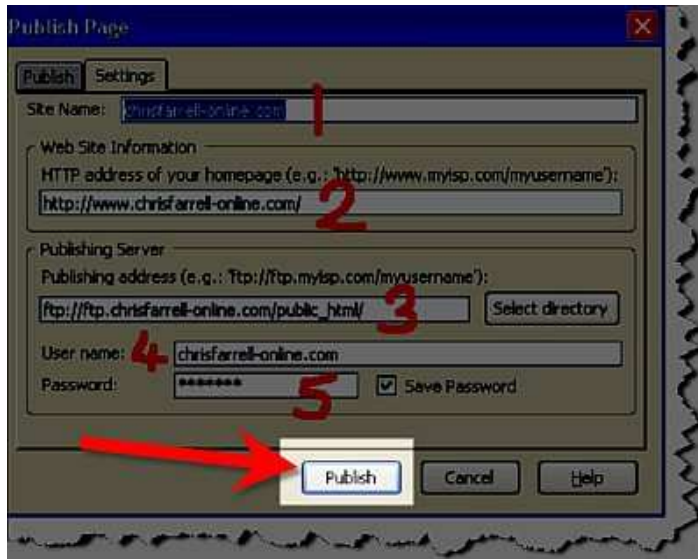 Publish Page
Publish Settings
Site Name: chrisfarrell-online.com 1
Web Site Information
HTTP address of your homepage (e.g.: 'http://www.myisp.com/myusername'):
http://www.chrisfarrell-online.com/ 2
Publishing Server
Publishing address (e.g.: 'ftp://ftp.myisp.com/myusername'):
ftp://ftp.chrisfarrell-online.com/public_html/ 3 Select directory
User name: 4 chrisfarrell-online.com
Password: ******* 5 Save Password
Publish Cancel Help